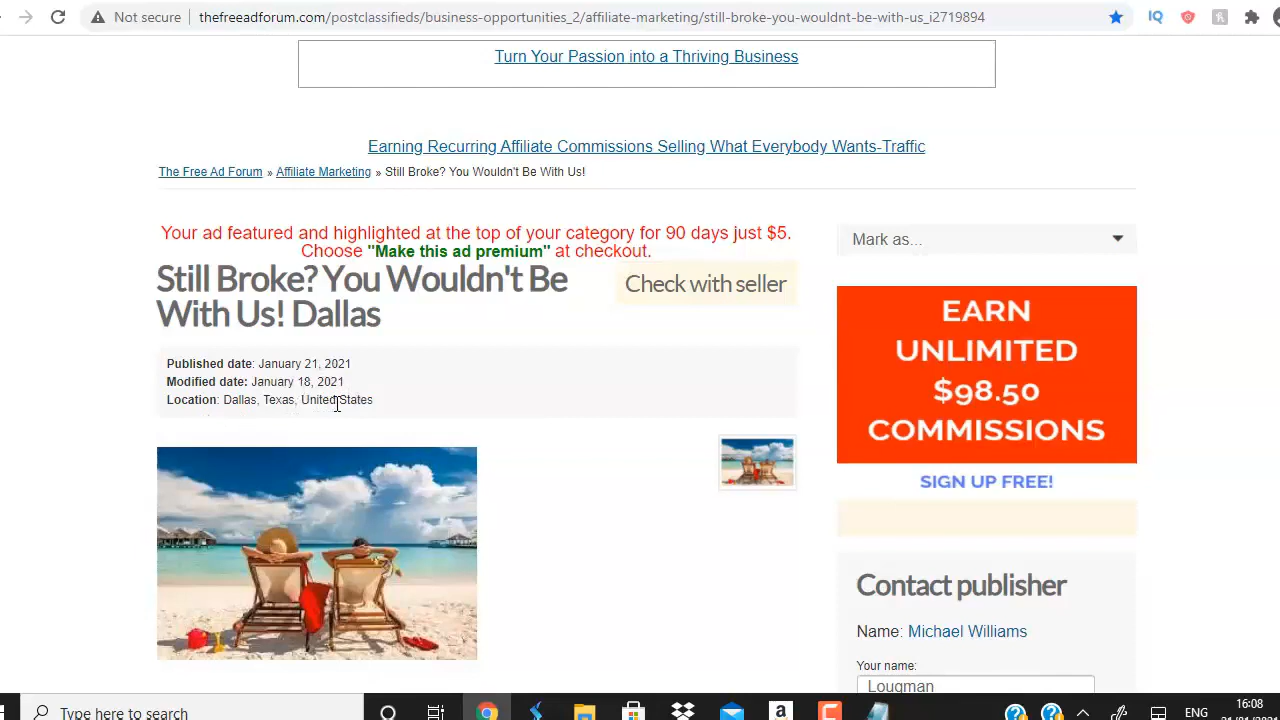 Not secure
thefreeadforum.com/postclassifieds/business-opportunities_2/affiliate-marketing/still-broke-you-wouldnt-be-with-us_i2719894
Turn Your Passion into a Thriving Business
Earning Recurring Affiliate Commissions Selling What Everybody Wants-Traffic
The Free Ad Forum » Affiliate Marketing » Still Broke? You Wouldn't Be With Us!
Your ad featured and highlighted at the top of your category for 90 days just $5.
Choose "Make this ad premium" at checkout.
Still Broke? You Wouldn't Be
With Us! Dallas
Check with seller
Published date: January 21, 2021
Modified date: January 18, 2021
Location: Dallas, Texas, United States
Mark as...
EARN
UNLIMITED
$98.50
COMMISSIONS
SIGN UP FREE!
Contact publisher
Name: Michael Williams
Your name:
Louqman
Type here to search
ENG
16:08